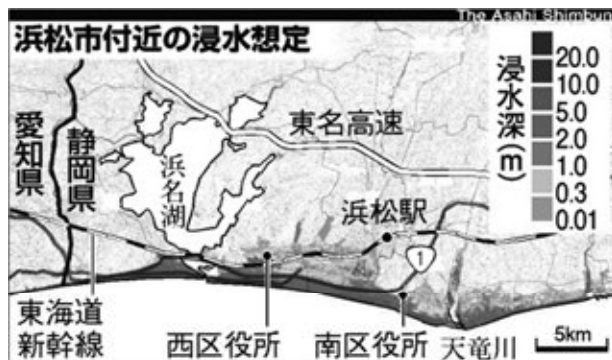 The Asahi Shimbun
浜松市付近の浸水想定
浸水深(m)
20.0
10.0
5.0
2.0
1.0
0.3
0.01
愛知県
静岡県
浜名湖
東名高速
浜松駅
1
東海道
新幹線
西区役所
南区役所
天竜川
5km